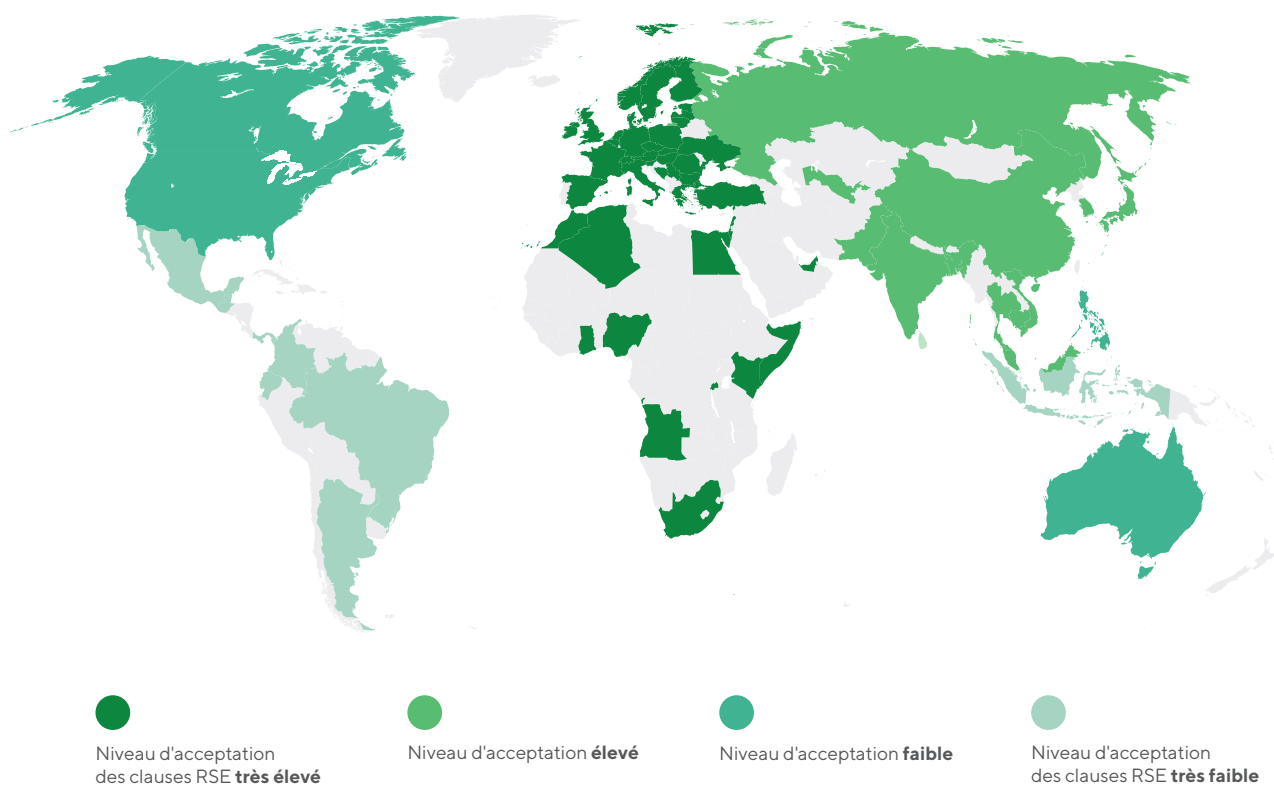 Niveau d'acceptation
des clauses RSE très élevé
Niveau d'acceptation élevé
Niveau d'acceptation faible
Niveau d'acceptation
des clauses RSE très faible